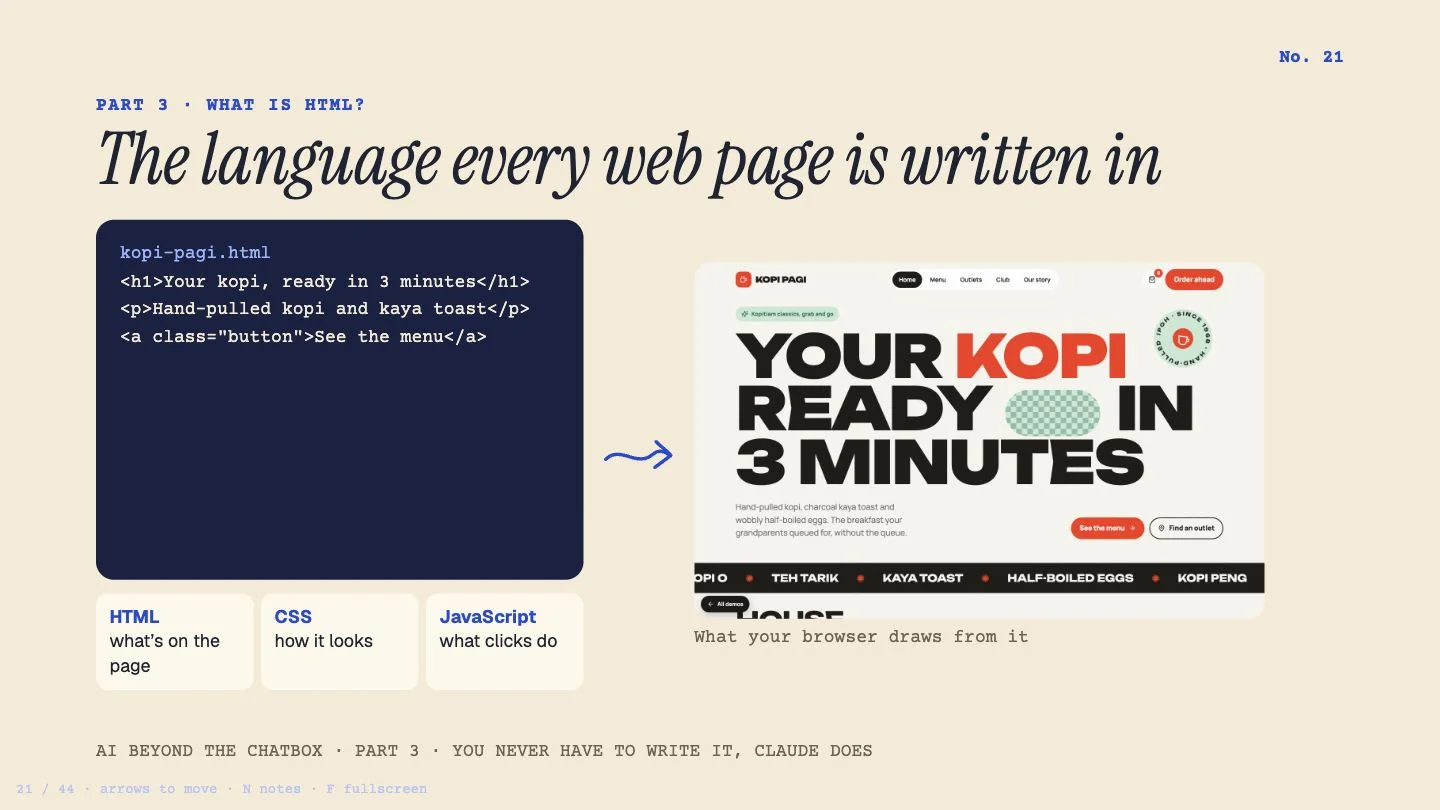 No. 21
PART 3 · WHAT IS HTML?
The language every web page is written in
kopi-pagi.html
<h1>Your kopi, ready in 3 minutes</h1>
<p>Hand-pulled kopi and kaya toast</p>
<a class="button">See the menu</a>
HTML
what's on the
page
CSS
how it looks
JavaScript
what clicks do
KOPI PAGI
Home Menu Outlets Club Our story
Order ahead
Kopitiam classics, grab and go
SINCE 1968 · HAND-PULLED · IPOH ·
YOUR KOPI
READY IN
3 MINUTES
Hand-pulled kopi, charcoal kaya toast and
wobbly half-boiled eggs. The breakfast your
grandparents queued for, without the queue.
See the menu → Find an outlet
OPI O TEH TARIK KAYA TOAST HALF-BOILED EGGS KOPI PENG
← All demos
HOUSE
What your browser draws from it
AI BEYOND THE CHATBOX · PART 3 · YOU NEVER HAVE TO WRITE IT, CLAUDE DOES
21 / 44 · arrows to move · N notes · F fullscreen